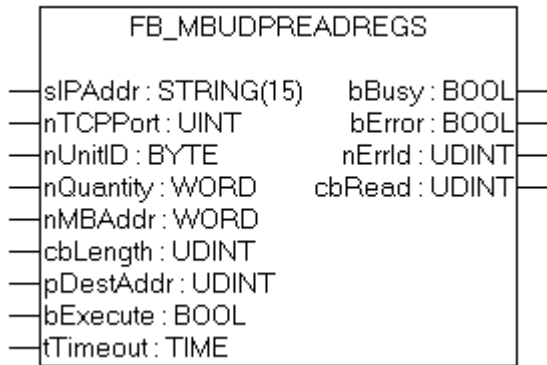 FB_MBUDPREADREGS
sIPAddr : STRING(15) bBusy : BOOL
nTCPPort : UINT bError : BOOL
nUnitID : BYTE nErrId : UDINT
nQuantity : WORD cbRead : UDINT
nMBAddr : WORD
cbLength : UDINT
pDestAddr : UDINT
bExecute : BOOL
tTimeout : TIME